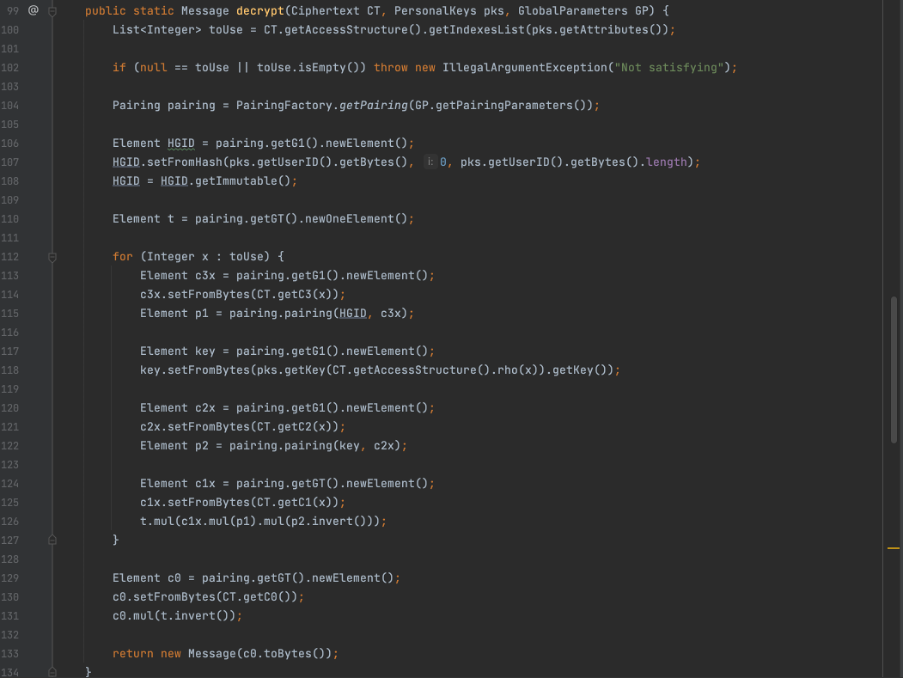 99 @ public static Message decrypt(Ciphertext CT, PersonalKeys pks, GlobalParameters GP) {
100 List<Integer> toUse = CT.getAccessStructure().getIndexesList(pks.getAttributes());
101
102 if (null == toUse || toUse.isEmpty()) throw new IllegalArgumentException("Not satisfying");
103
104 Pairing pairing = PairingFactory.getPairing(GP.getPairingParameters());
105
106 Element HGID = pairing.getG1().newElement();
107 HGID.setFromHash(pks.getUserID().getBytes(), i: 0, pks.getUserID().getBytes().length);
108 HGID = HGID.getImmutable();
109
110 Element t = pairing.getGT().newOneElement();
111
112 for (Integer x : toUse) {
113 Element c3x = pairing.getG1().newElement();
114 c3x.setFromBytes(CT.getC3(x));
115 Element p1 = pairing.pairing(HGID, c3x);
116
117 Element key = pairing.getG1().newElement();
118 key.setFromBytes(pks.getKey(CT.getAccessStructure().rho(x)).getKey());
119
120 Element c2x = pairing.getG1().newElement();
121 c2x.setFromBytes(CT.getC2(x));
122 Element p2 = pairing.pairing(key, c2x);
123
124 Element c1x = pairing.getGT().newElement();
125 c1x.setFromBytes(CT.getC1(x));
126 t.mul(c1x.mul(p1).mul(p2.invert()));
127 }
128
129 Element c0 = pairing.getGT().newElement();
130 c0.setFromBytes(CT.getC0());
131 c0.mul(t.invert());
132
133 return new Message(c0.toBytes());
134 }